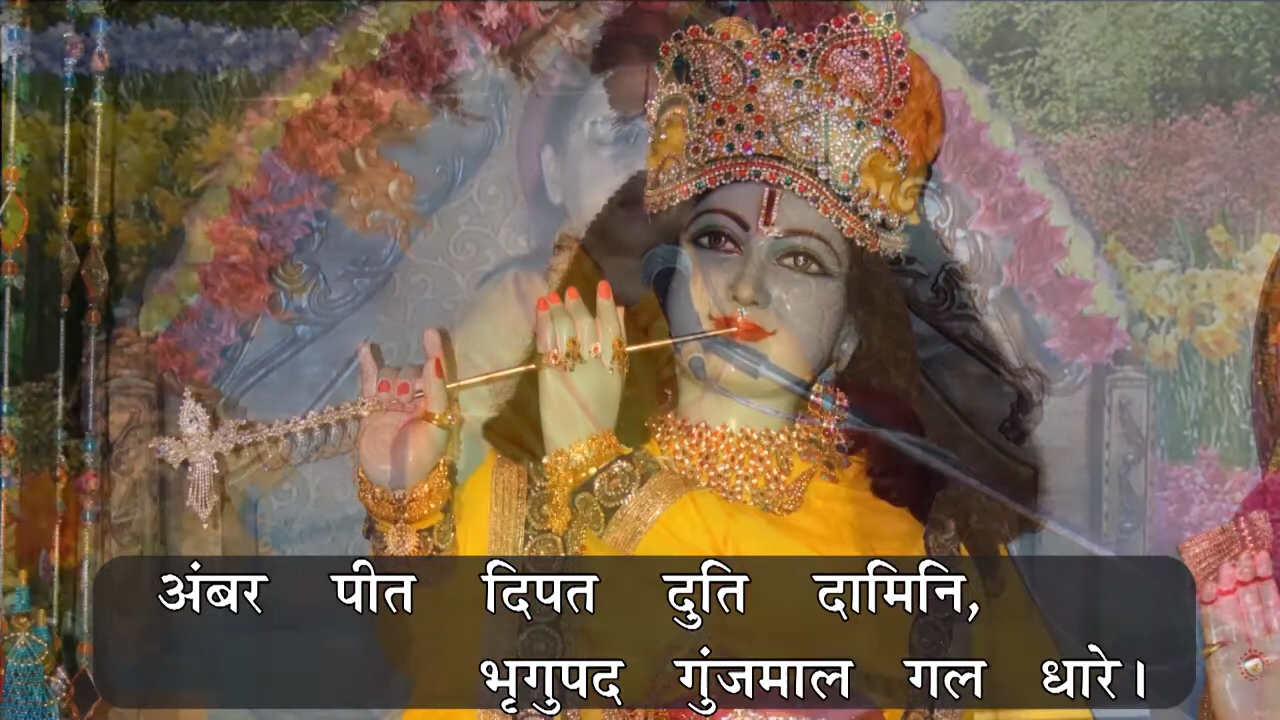 अंबर पीत दिपत दुति दामिनि,
भृगुपद गुंजमाल गल धारे।